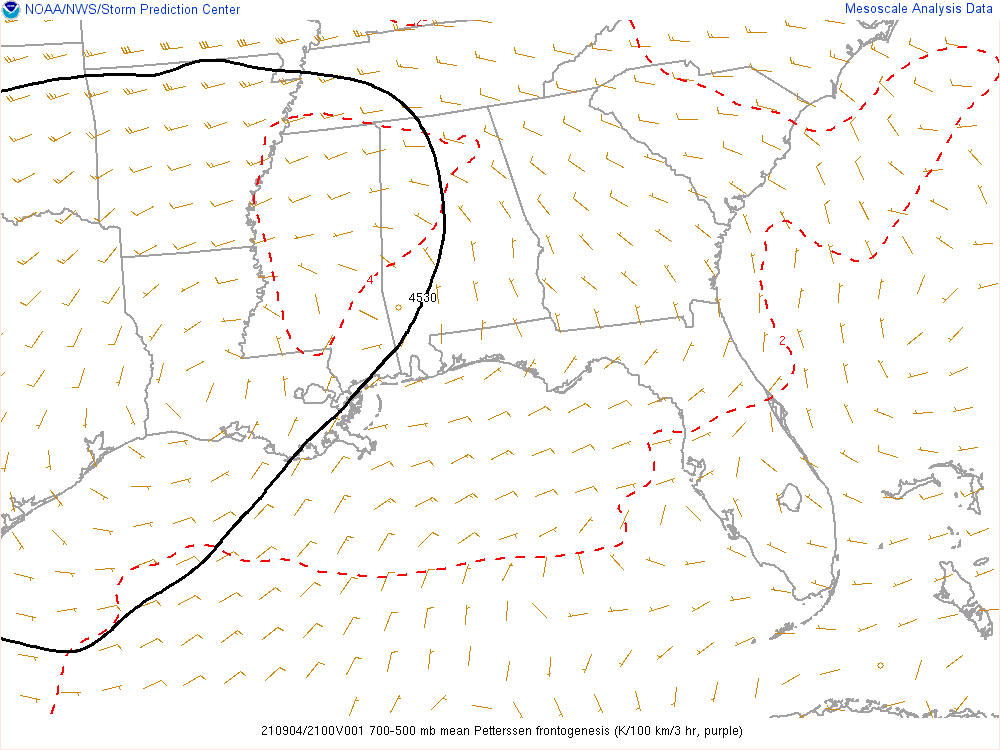 NOAA/NWS/Storm Prediction Center
Mesoscale Analysis Data
4
4530
2
210904/2100V001 700-500 mb mean Petterssen frontogenesis (K/100 km/3 hr, purple)